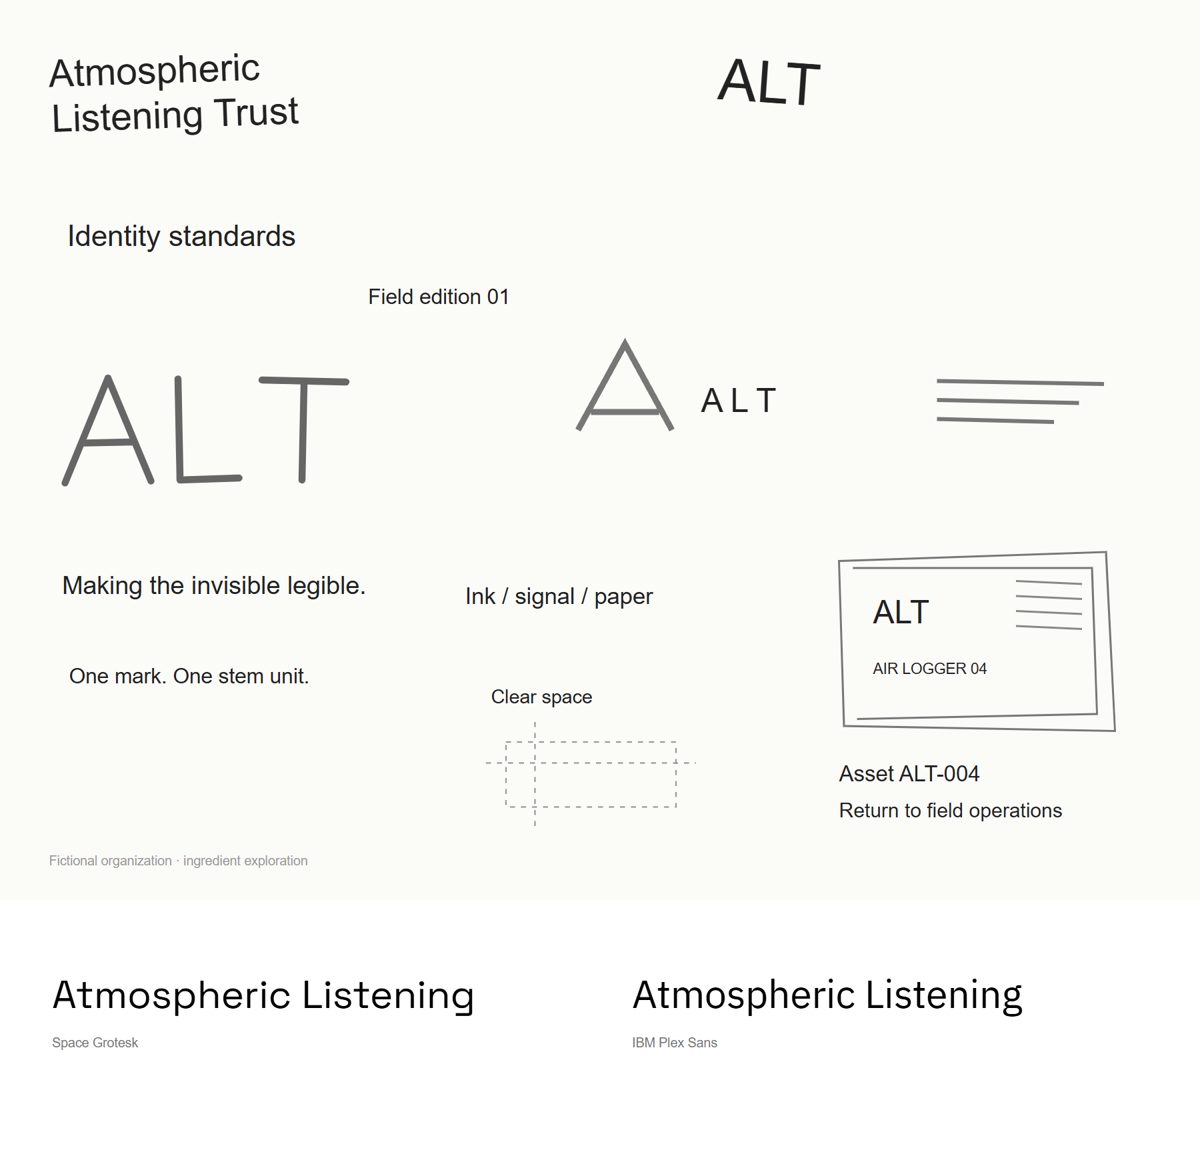 Atmospheric
Listening Trust
ALT
Identity standards
Field edition 01
ALT
ALT
Making the invisible legible.
Ink / signal / paper
ALT
AIR LOGGER 04
One mark. One stem unit.
Clear space
Asset ALT-004
Return to field operations
Fictional organization · ingredient exploration
Atmospheric Listening
Space Grotesk
Atmospheric Listening
IBM Plex Sans